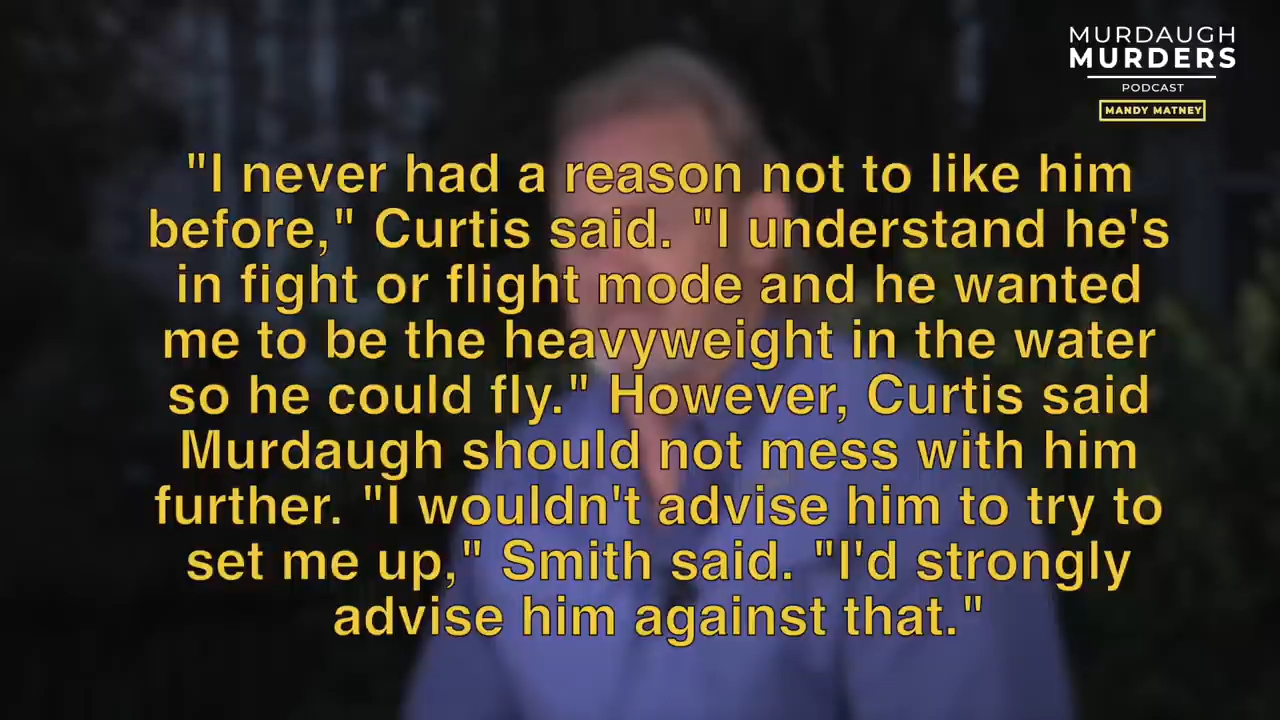 MURDAUGH
MURDERS
PODCAST
MANDY MATNEY
"I never had a reason not to like him
before," Curtis said. "I understand he's
in fight or flight mode and he wanted
me to be the heavyweight in the water
so he could fly." However, Curtis said
Murdaugh should not mess with him
further. "I wouldn't advise him to try to
set me up," Smith said. "I'd strongly
advise him against that."